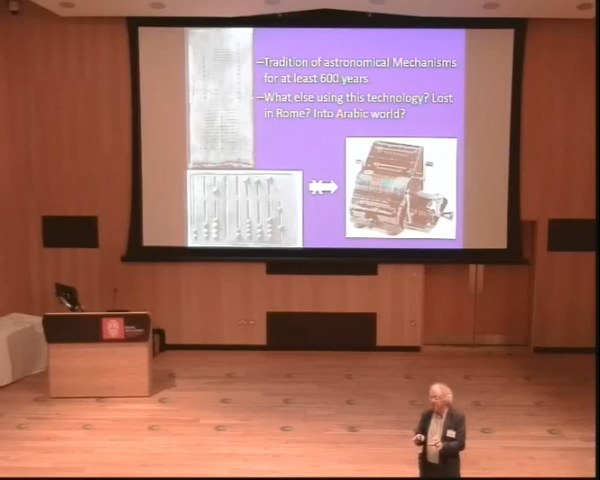 –Tradition of astronomical Mechanisms
for at least 600 years
–What else using this technology? Lost
in Rome? Into Arabic world?